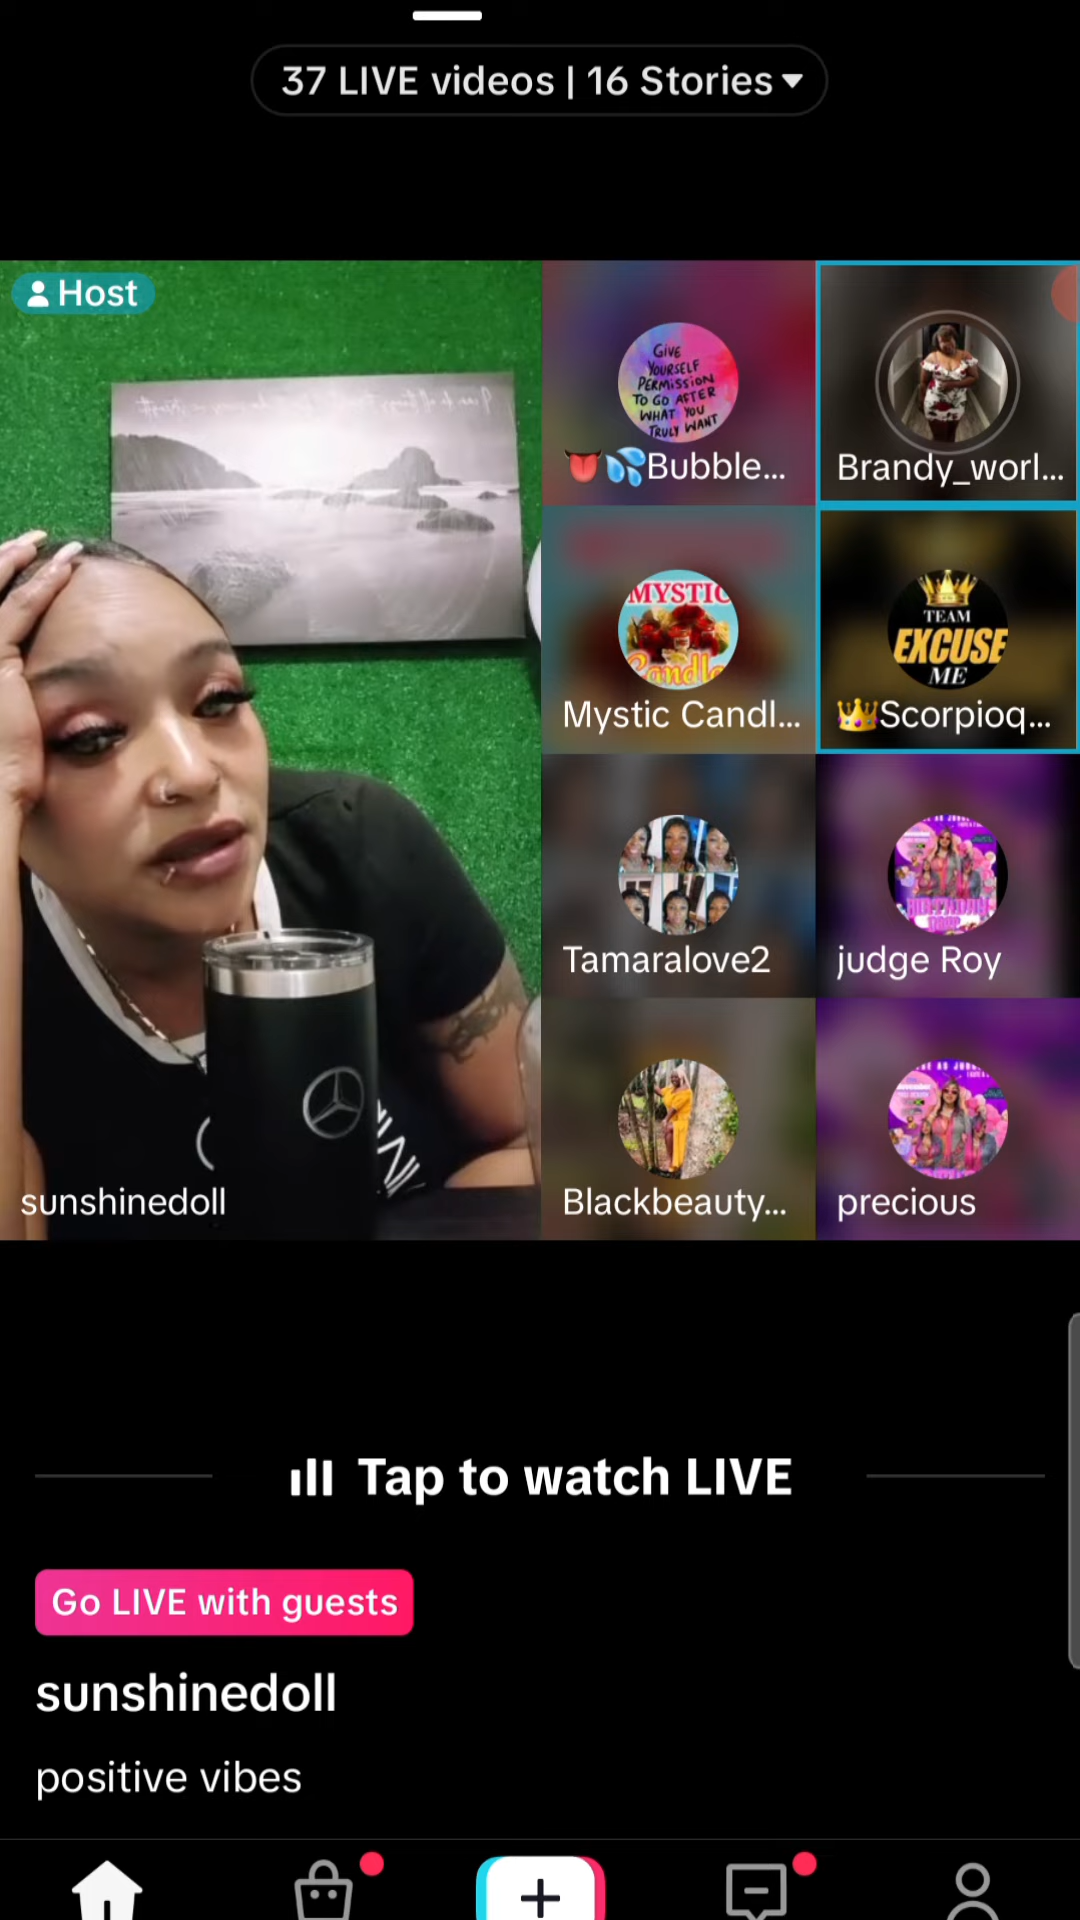 37 LIVE videos | 16 Stories
Host
GIVE
YOURSELF
PERMISSION
TO GO AFTER
WHAT YOU
TRULY WANT
👅💦Bubble...
Brandy_worl...
MYSTIC
Candle
Mystic Candl...
TEAM
EXCUSE
ME
👑Scorpioq...
Tamaralove2
judge Roy
Blackbeauty...
precious
sunshinedoll
Tap to watch LIVE
Go LIVE with guests
sunshinedoll
positive vibes